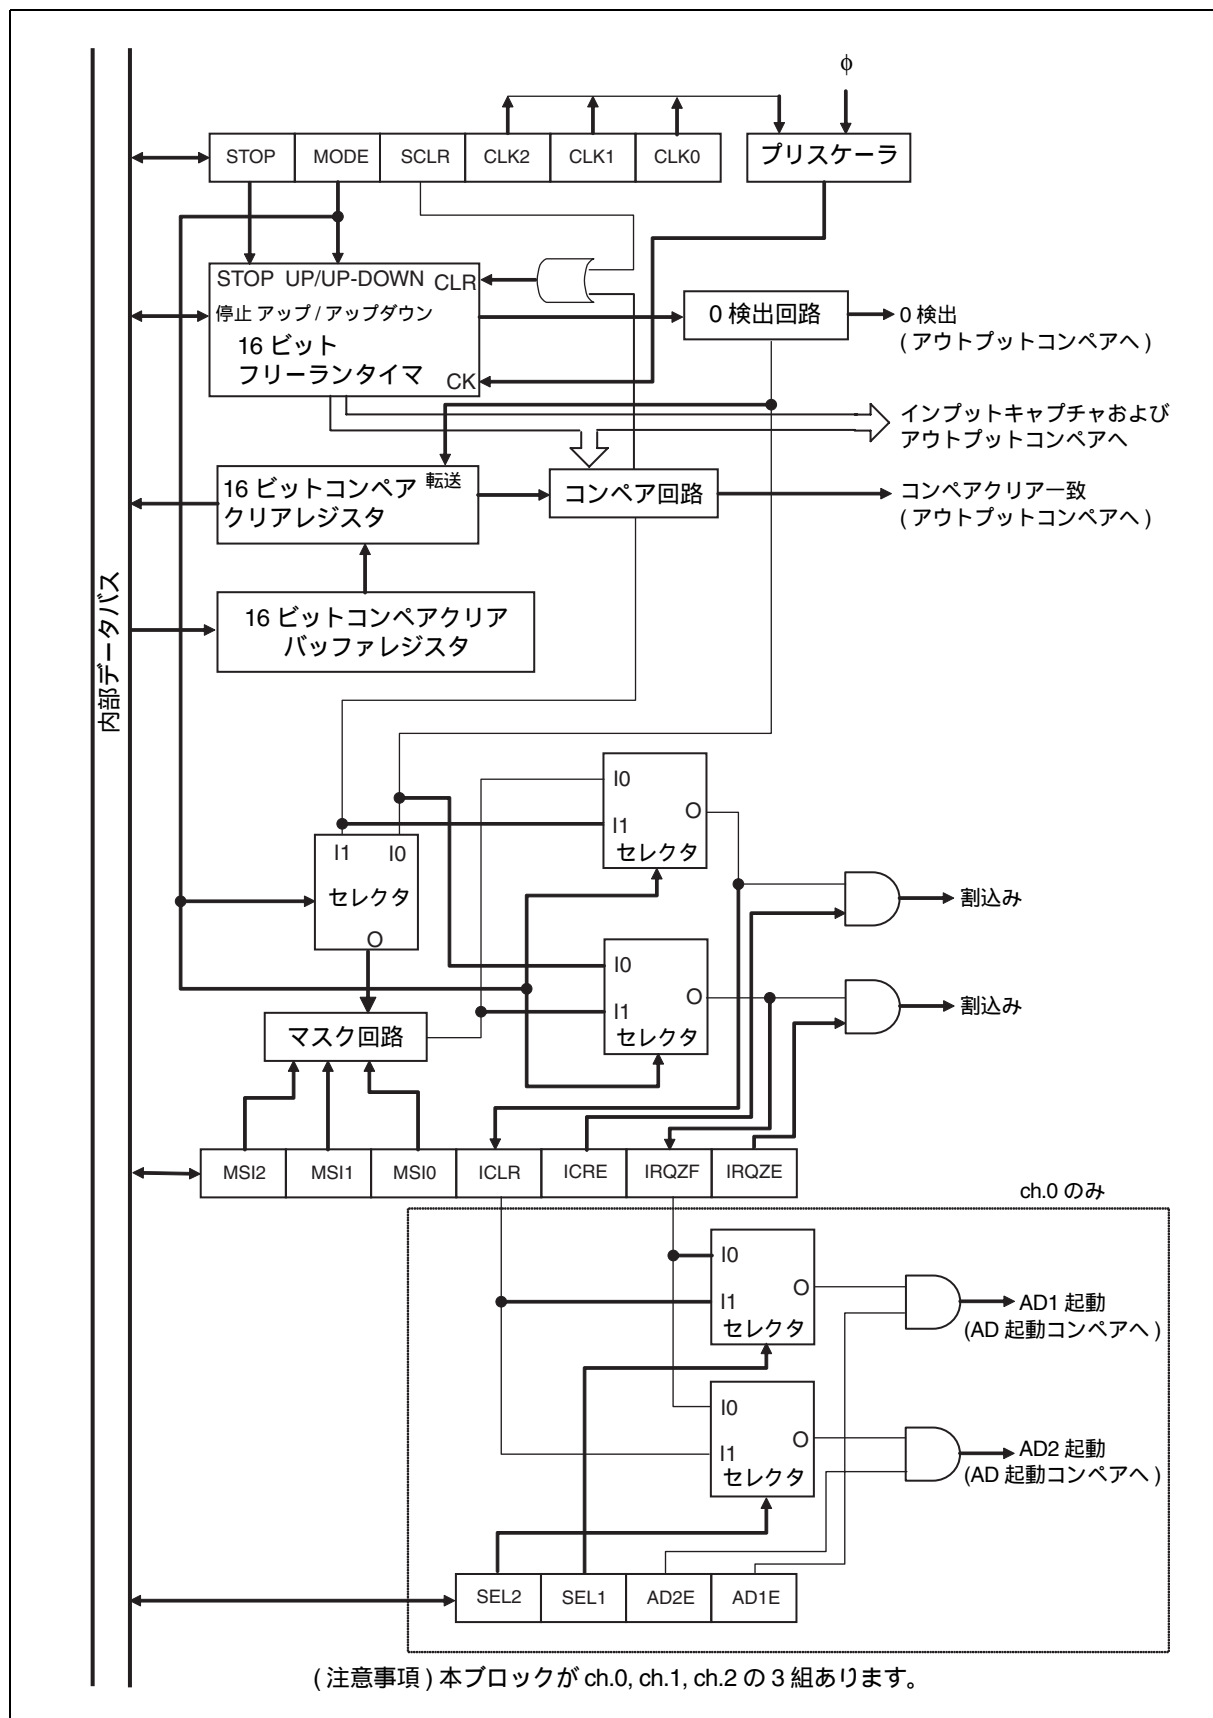 φ
STOP MODE SCLR CLK2 CLK1 CLK0
プリスケーラ
STOP UP/UP-DOWN CLR
停止 アップ / アップダウン
16 ビット
フリーランタイマ
CK
0 検出回路
0 検出
( アウトプットコンペアへ )
インプットキャプチャおよび
アウトプットコンペアへ
16 ビットコンペア 転送
クリアレジスタ
コンペア回路
コンペアクリア一致
( アウトプットコンペアへ )
内部データバス
16 ビットコンペアクリア
バッファレジスタ
I0
O
I1
セレクタ
I1 I0
セレクタ
O
割込み
I0
O
I1
セレクタ
割込み
マスク回路
MSI2 MSI1 MSI0 ICLR ICRE IRQZF IRQZE
ch.0 のみ
I0
O
I1
セレクタ
AD1 起動
(AD 起動コンペアへ )
I0
O
I1
セレクタ
AD2 起動
(AD 起動コンペアへ )
SEL2 SEL1 AD2E AD1E
( 注意事項 ) 本ブロックが ch.0, ch.1, ch.2 の 3 組あります。